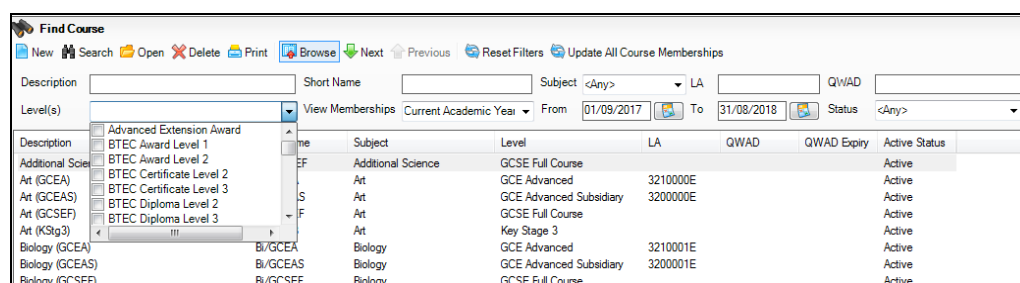 Find Course
New Search Open Delete Print Browse Next Previous Reset Filters Update All Course Memberships
Description Short Name Subject <Any> LA QWAD
Level(s) View Memberships Current Academic Year From 01/09/2017 To 31/08/2018 Status <Any>
Advanced Extension Award
BTEC Award Level 1
BTEC Award Level 2
BTEC Certificate Level 2
BTEC Certificate Level 3
BTEC Diploma Level 2
BTEC Diploma Level 3
Description me Subject Level LA QWAD QWAD Expiry Active Status
Additional Scie EF Additional Science GCSE Full Course Active
Art (GCEA) Art GCE Advanced 3210000E Active
Art (GCEAS) AS Art GCE Advanced Subsidiary 3200000E Active
Art (GCSEF) F Art GCSE Full Course Active
Art (KStg3) Art Key Stage 3 Active
Biology (GCEA) Bi/GCEA Biology GCE Advanced 3210001E Active
Biology (GCEAS) Bi/GCEAS Biology GCE Advanced Subsidiary 3200001E Active
Biology (GCSEF) Bi/GCSEF Biology GCSE Full Course Active